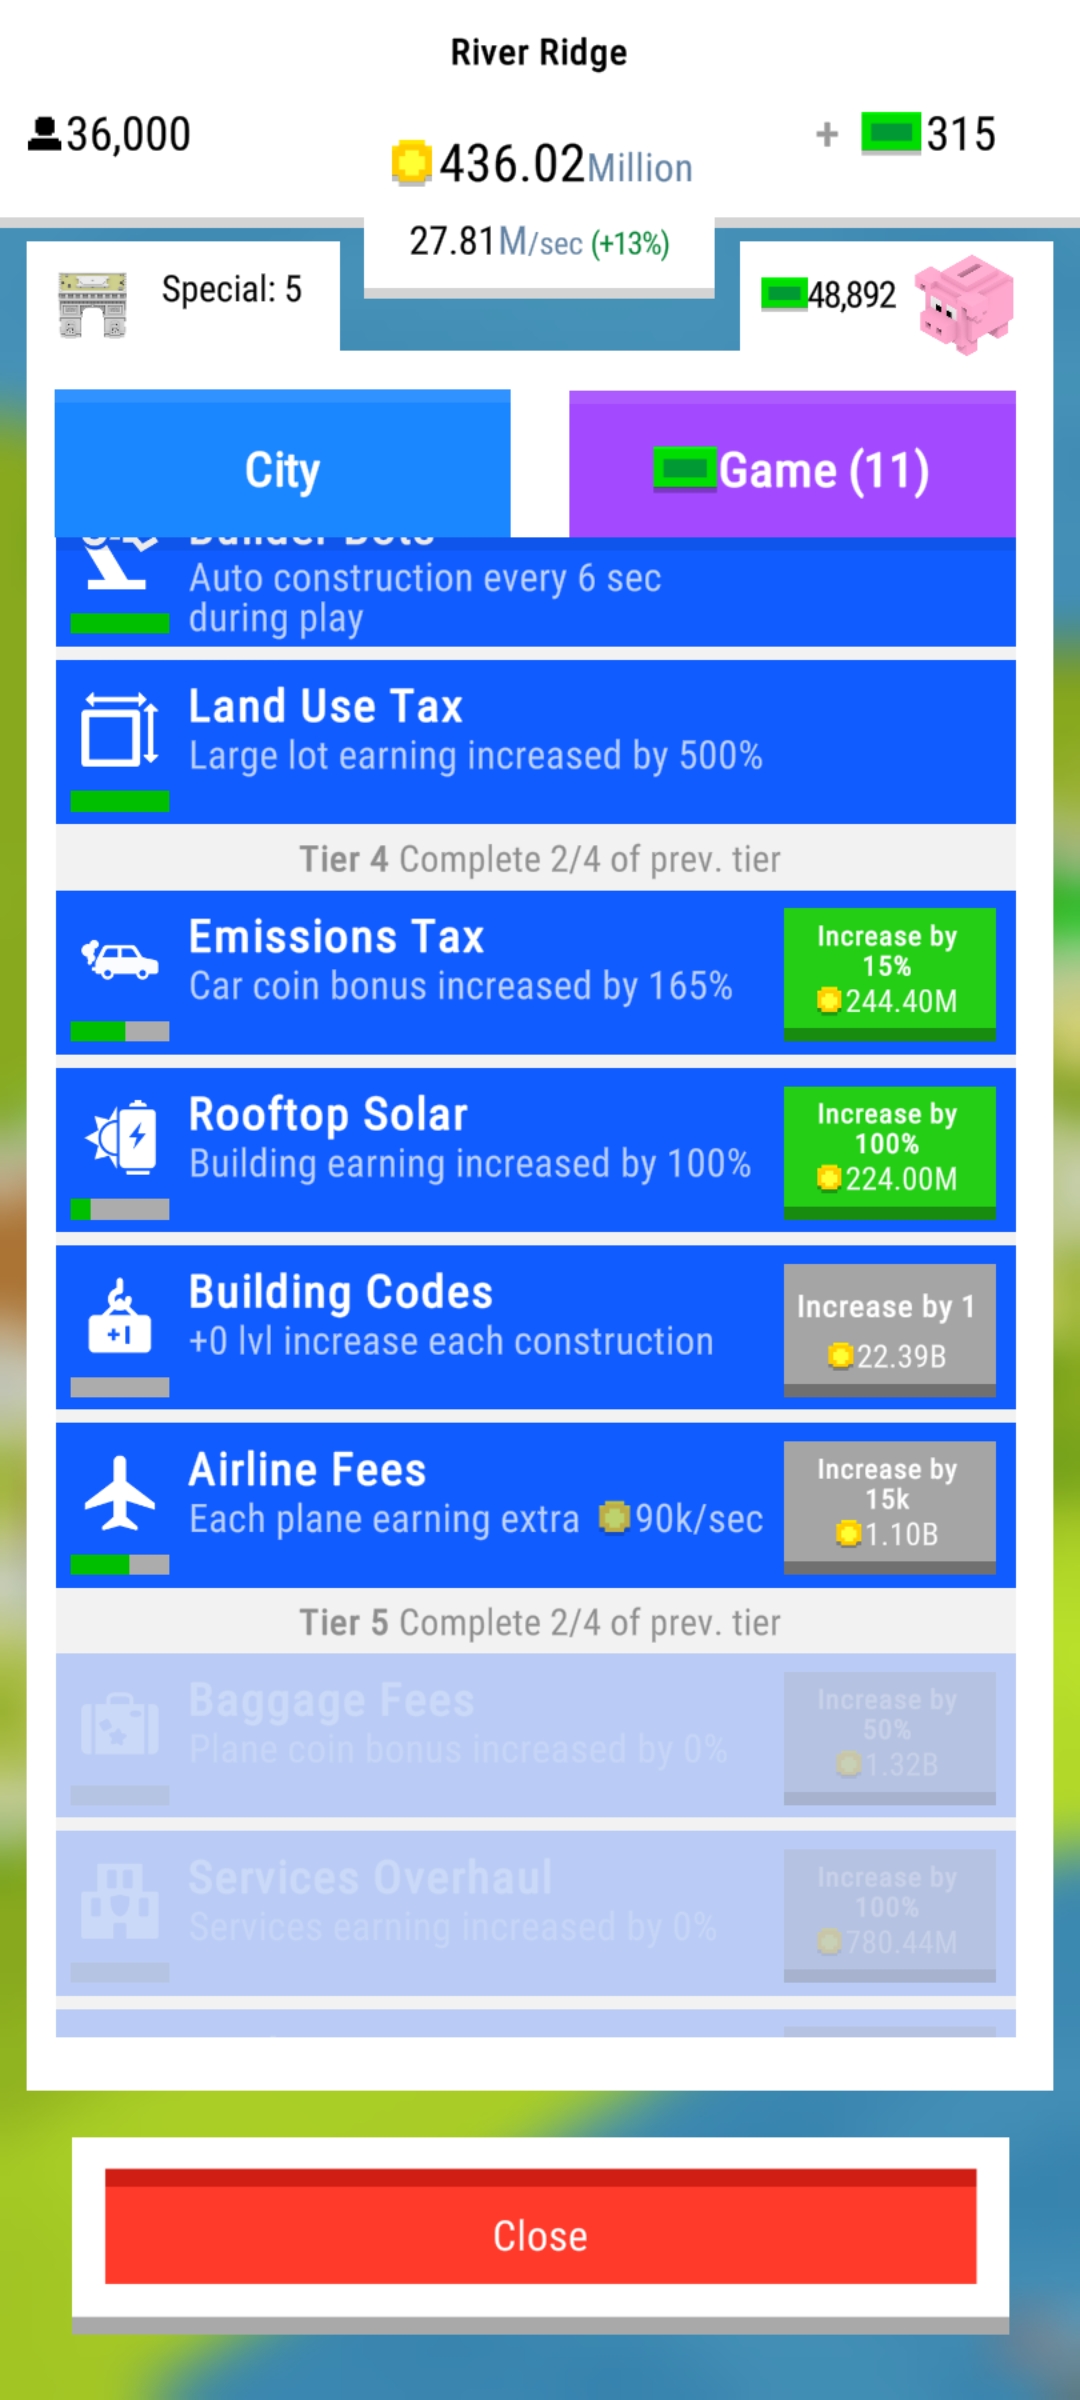 River Ridge
36,000
436.02Million
+ 315
27.81M/sec (+13%)
Special: 5
48,892
City
Game (11)
Builder Bots
Auto construction every 6 sec
during play
Land Use Tax
Large lot earning increased by 500%
Tier 4 Complete 2/4 of prev. tier
Emissions Tax
Car coin bonus increased by 165%
Increase by
15%
244.40M
Rooftop Solar
Building earning increased by 100%
Increase by
100%
224.00M
Building Codes
+0 lvl increase each construction
+1
Increase by 1
22.39B
Airline Fees
Each plane earning extra 90k/sec
Increase by
15k
1.10B
Tier 5 Complete 2/4 of prev. tier
Baggage Fees
Plane coin bonus increased by 0%
Increase by
50%
1.32B
Services Overhaul
Services earning increased by 0%
Increase by
100%
780.44M
Close